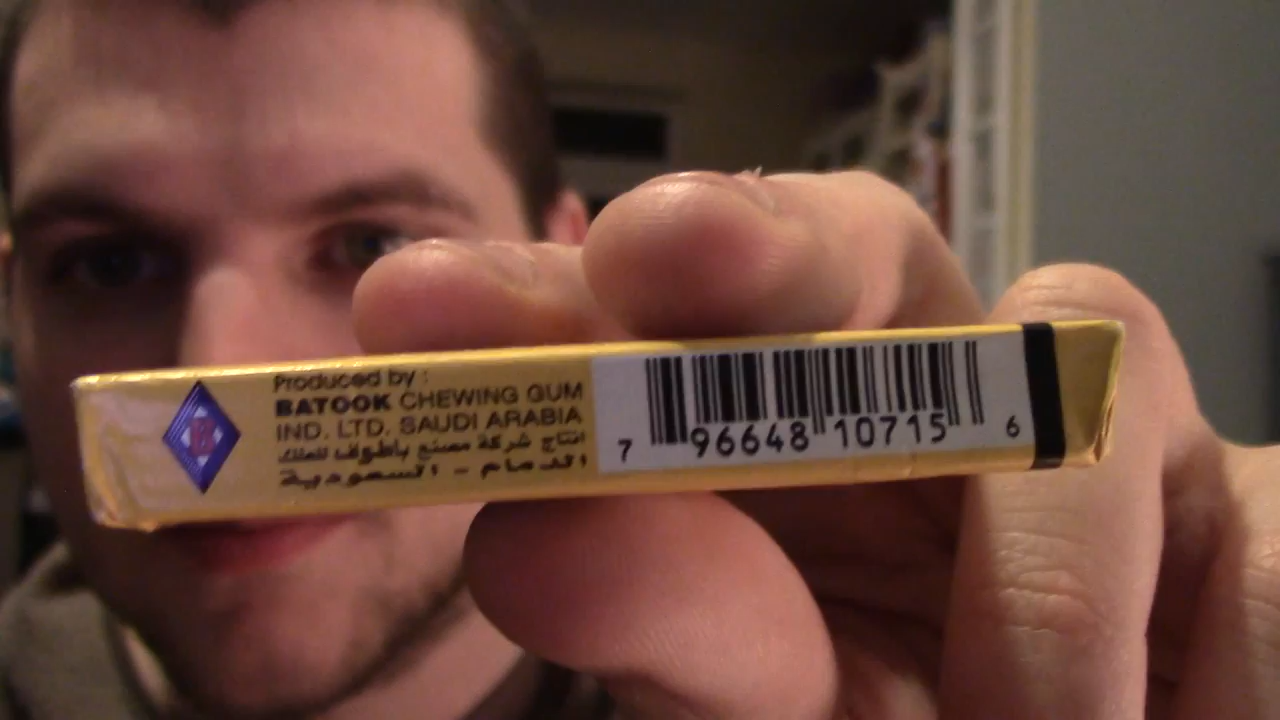 Produced by :
BATOOK CHEWING GUM
IND. LTD. SAUDI ARABIA
انتاج شركة مصنع باطوق للعلك
الدمام - السعودية
B
7 96648 10715 6